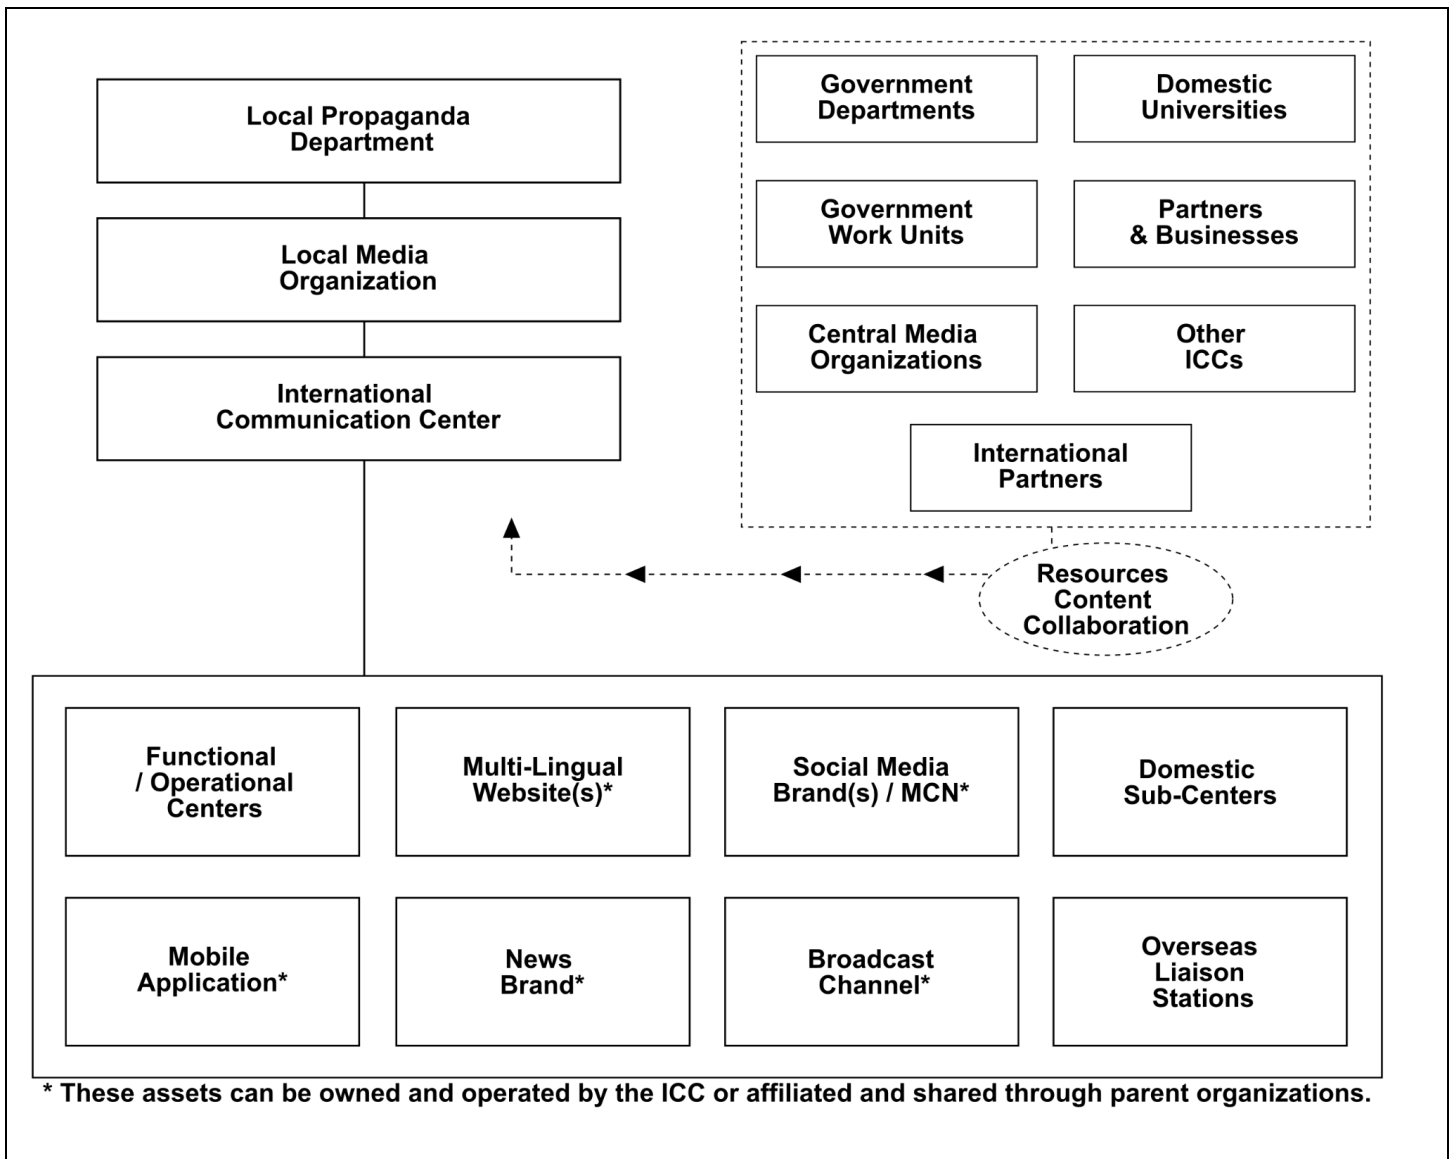 Local Propaganda
Department
Local Media
Organization
International
Communication Center
Government
Departments
Domestic
Universities
Government
Work Units
Partners
& Businesses
Central Media
Organizations
Other
ICCs
International
Partners
Resources
Content
Collaboration
Functional
/ Operational
Centers
Multi-Lingual
Website(s)*
Social Media
Brand(s) / MCN*
Domestic
Sub-Centers
Mobile
Application*
News
Brand*
Broadcast
Channel*
Overseas
Liaison
Stations
* These assets can be owned and operated by the ICC or affiliated and shared through parent organizations.